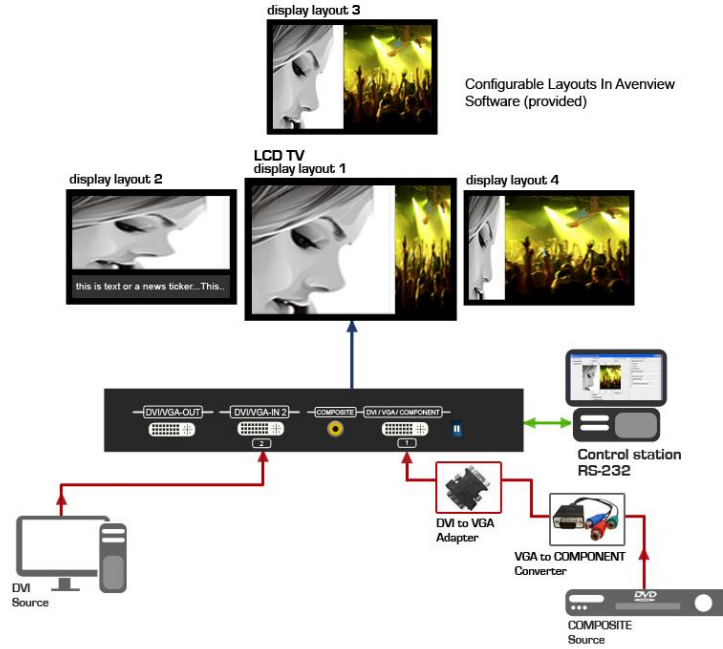 display layout 3
Configurable Layouts In Avenview
Software (provided)
LCD TV
display layout 1
display layout 2
display layout 4
this is text or a news ticker...This..
DVI/VGA-OUT
DVI/VGA-IN 2
COMPOSITE
DVI / VGA / COMPONENT
2
1
Control station
RS-232
DVI to VGA
Adapter
VGA to COMPONENT
Converter
DVI
Source
DVD
COMPOSITE
Source